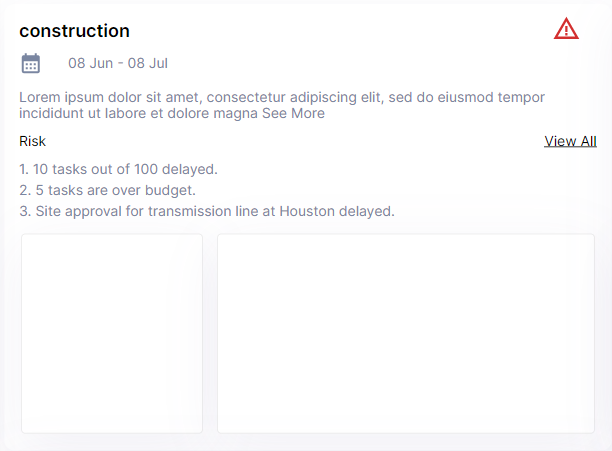 construction
08 Jun - 08 Jul
Lorem ipsum dolor sit amet, consectetur adipiscing elit, sed do eiusmod tempor
incididunt ut labore et dolore magna See More
Risk
View All
1. 10 tasks out of 100 delayed.
2. 5 tasks are over budget.
3. Site approval for transmission line at Houston delayed.